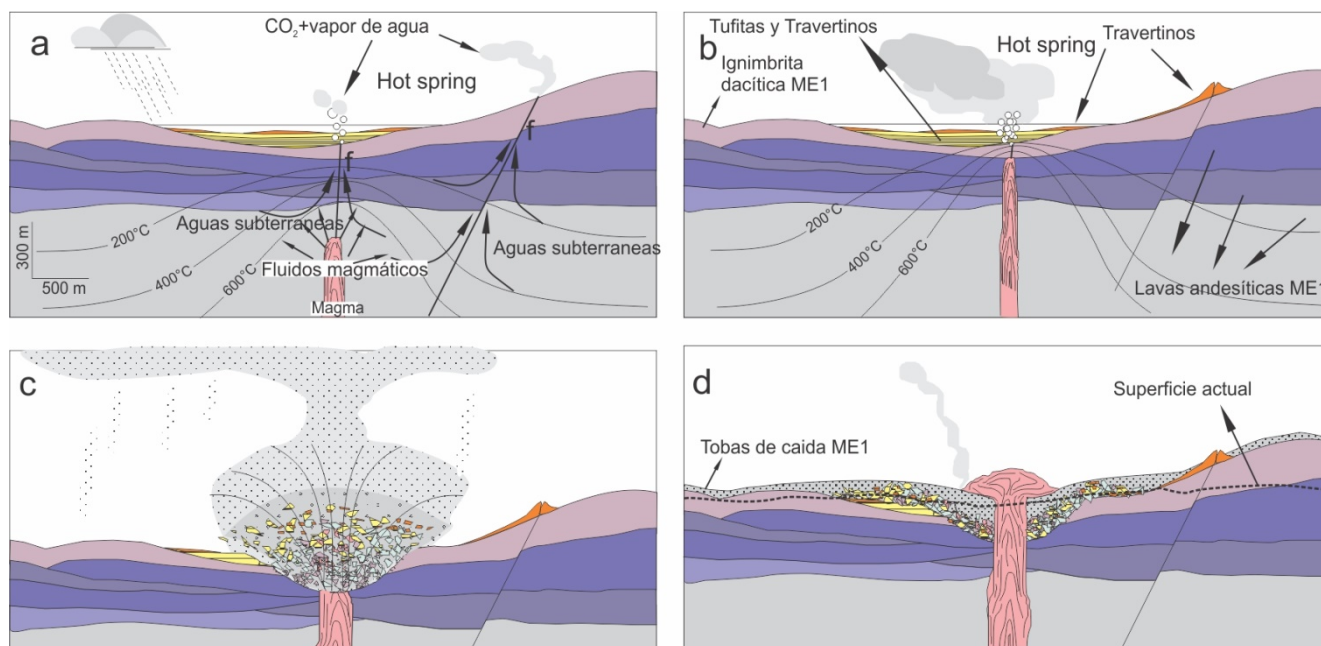 a
CO₂+vapor de agua
Hot spring
f
f
Aguas subterraneas
Aguas subterraneas
200°C
400°C
600°C
Fluidos magmáticos
Magma
300 m
500 m
b
Tufitas y Travertinos
Hot spring
Travertinos
Ignimbrita
dacítica ME1
200°C
400°C
600°C
Lavas andesíticas ME1
c
d
Superficie actual
Tobas de caida ME1